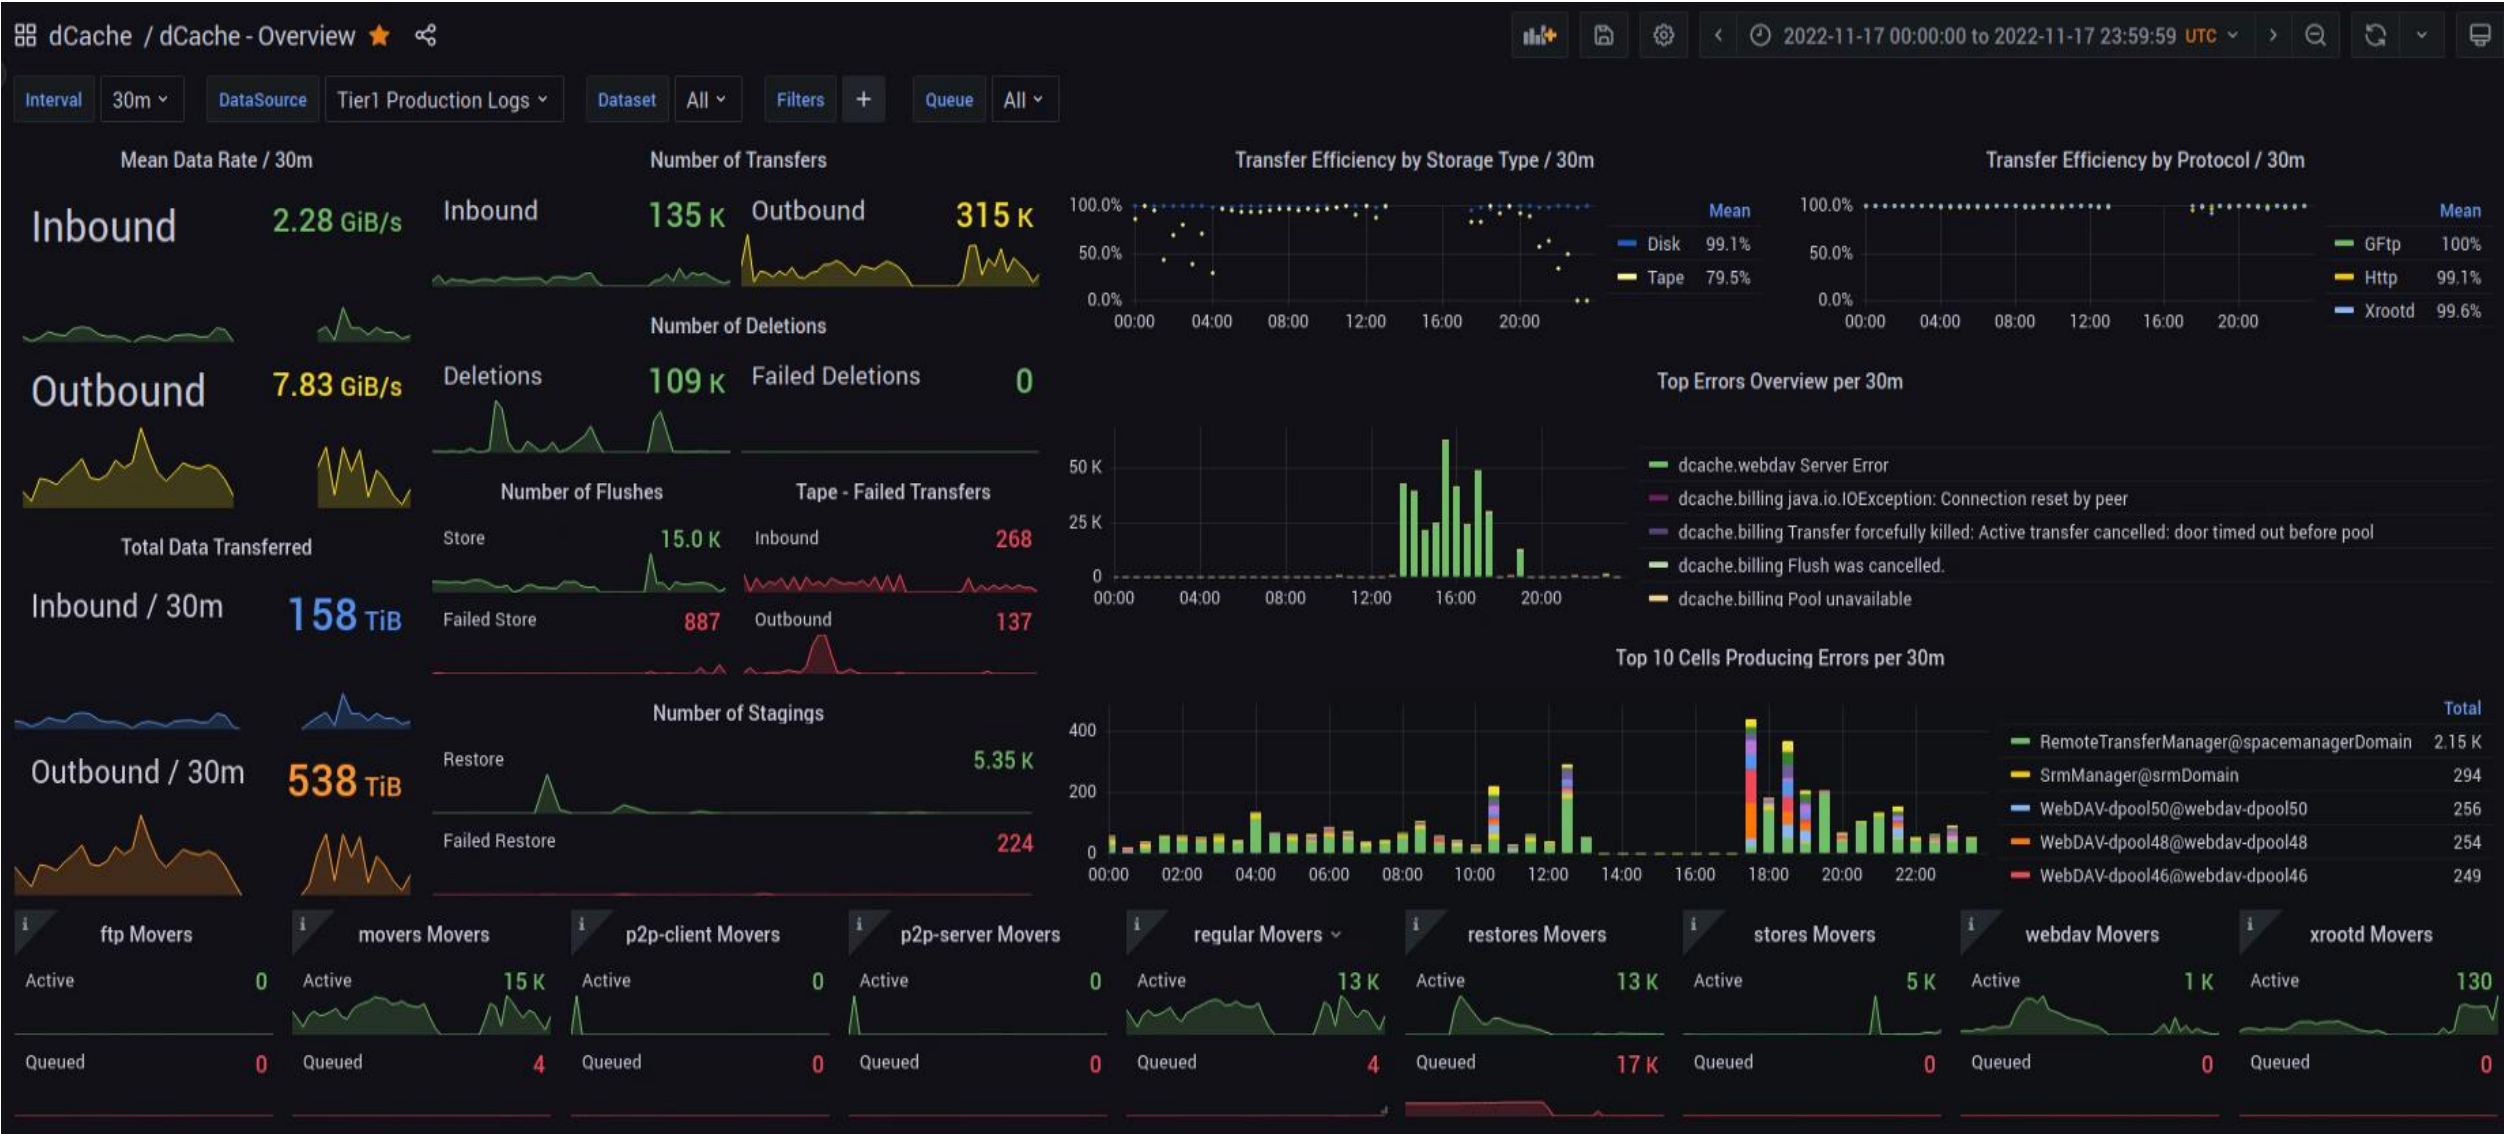 dCache / dCache - Overview
2022-11-17 00:00:00 to 2022-11-17 23:59:59 UTC
Interval 30m DataSource Tier1 Production Logs Dataset All Filters + Queue All
Mean Data Rate / 30m
Inbound 2.28 GiB/s
Outbound 7.83 GiB/s
Total Data Transferred
Inbound / 30m 158 TiB
Outbound / 30m 538 TiB
Number of Transfers
Inbound 135 K Outbound 315 K
Number of Deletions
Deletions 109 K Failed Deletions 0
Number of Flushes
Store 15.0 K
Failed Store 887
Tape - Failed Transfers
Inbound 268
Outbound 137
Number of Stagings
Restore 5.35 K
Failed Restore 224
Transfer Efficiency by Storage Type / 30m
100.0%
50.0%
0.0%
00:00 04:00 08:00 12:00 16:00 20:00
Mean
Disk 99.1%
Tape 79.5%
Transfer Efficiency by Protocol / 30m
100.0%
50.0%
0.0%
00:00 04:00 08:00 12:00 16:00 20:00
Mean
GFtp 100%
Http 99.1%
Xrootd 99.6%
Top Errors Overview per 30m
50 K
25 K
0
00:00 04:00 08:00 12:00 16:00 20:00
dcache.webdav Server Error
dcache.billing java.io.IOException: Connection reset by peer
dcache.billing Transfer forcefully killed: Active transfer cancelled: door timed out before pool
dcache.billing Flush was cancelled.
dcache.billing Pool unavailable
Top 10 Cells Producing Errors per 30m
400
200
0
00:00 02:00 04:00 06:00 08:00 10:00 12:00 14:00 16:00 18:00 20:00 22:00
Total
RemoteTransferManager@spacemanagerDomain 2.15 K
SrmManager@srmDomain 294
WebDAV-dpool50@webdav-dpool50 256
WebDAV-dpool48@webdav-dpool48 254
WebDAV-dpool46@webdav-dpool46 249
ftp Movers
Active 0
Queued 0
movers Movers
Active 15 K
Queued 4
p2p-client Movers
Active 0
Queued 0
p2p-server Movers
Active 0
Queued 0
regular Movers
Active 13 K
Queued 4
restores Movers
Active 13 K
Queued 17 K
stores Movers
Active 5 K
Queued 0
webdav Movers
Active 1 K
Queued 0
xrootd Movers
Active 130
Queued 0